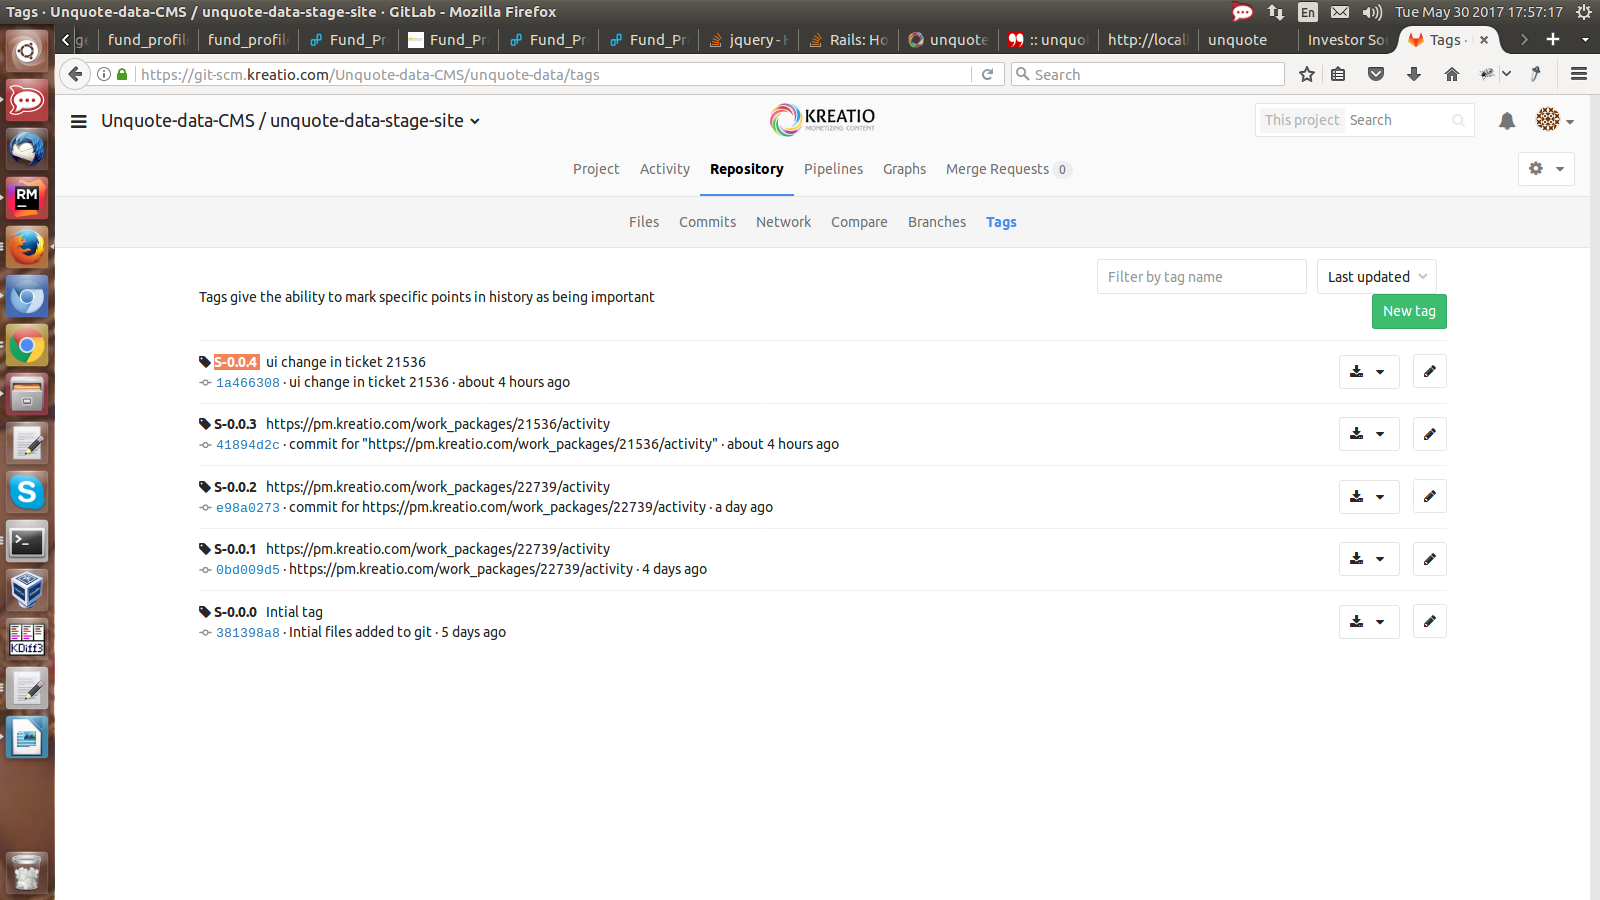 Tags · Unquote-data-CMS / unquote-data-stage-site · GitLab - Mozilla Firefox
En
Tue May 30 2017 17:57:17
fund_profil
fund_profil
Fund_Pr
Fund_Pr
Fund_Pr
Fund_Pr
jquery - H
Rails: Ho
unquote
:: unquo
http://locall
unquote
Investor So
Tags ·
https://git-scm.kreatio.com/Unquote-data-CMS/unquote-data/tags
Search
Unquote-data-CMS / unquote-data-stage-site
KREATIO
MONETIZING CONTENT
This project Search
Project Activity Repository Pipelines Graphs Merge Requests 0
Files Commits Network Compare Branches Tags
Filter by tag name
Last updated
Tags give the ability to mark specific points in history as being important
New tag
S-0.0.4 ui change in ticket 21536
1a466308 · ui change in ticket 21536 · about 4 hours ago
S-0.0.3 https://pm.kreatio.com/work_packages/21536/activity
41894d2c · commit for "https://pm.kreatio.com/work_packages/21536/activity" · about 4 hours ago
S-0.0.2 https://pm.kreatio.com/work_packages/22739/activity
e98a0273 · commit for https://pm.kreatio.com/work_packages/22739/activity · a day ago
S-0.0.1 https://pm.kreatio.com/work_packages/22739/activity
0bd009d5 · https://pm.kreatio.com/work_packages/22739/activity · 4 days ago
S-0.0.0 Intial tag
381398a8 · Intial files added to git · 5 days ago
RM
S
KDiff3